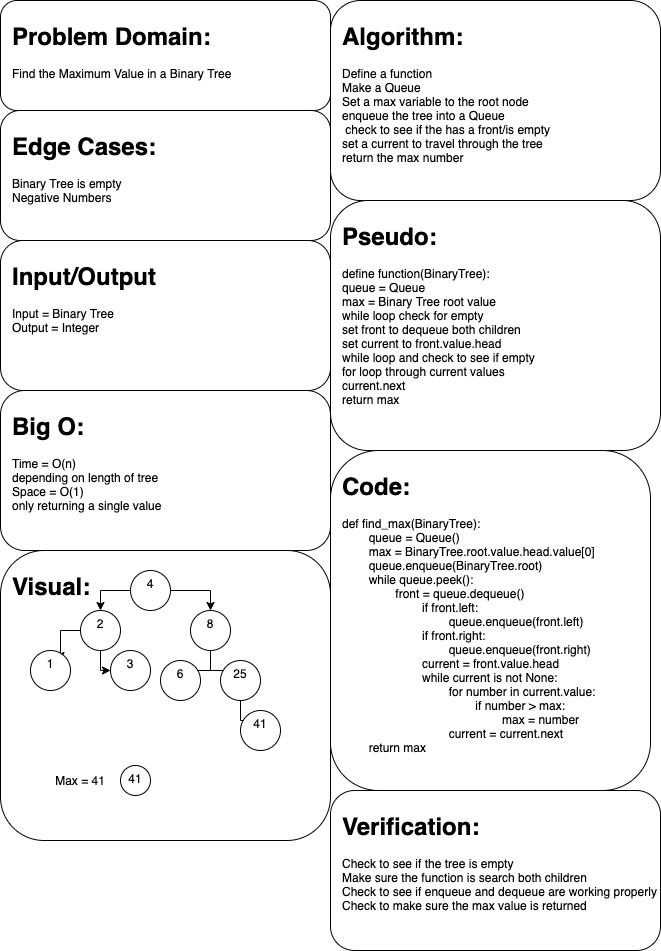 Problem Domain:
Find the Maximum Value in a Binary Tree
Edge Cases:
Binary Tree is empty
Negative Numbers
Input/Output
Input = Binary Tree
Output = Integer
Big O:
Time = O(n)
depending on length of tree
Space = O(1)
only returning a single value
Visual:
4
2
8
1
3
6
25
41
Max = 41
41
Algorithm:
Define a function
Make a Queue
Set a max variable to the root node
enqueue the tree into a Queue
check to see if the has a front/is empty
set a current to travel through the tree
return the max number
Pseudo:
define function(BinaryTree):
queue = Queue
max = Binary Tree root value
while loop check for empty
set front to dequeue both children
set current to front.value.head
while loop and check to see if empty
for loop through current values
current.next
return max
Code:
def find_max(BinaryTree):
queue = Queue()
max = BinaryTree.root.value.head.value[0]
queue.enqueue(BinaryTree.root)
while queue.peek():
front = queue.dequeue()
if front.left:
queue.enqueue(front.left)
if front.right:
queue.enqueue(front.right)
current = front.value.head
while current is not None:
for number in current.value:
if number > max:
max = number
current = current.next
return max
Verification:
Check to see if the tree is empty
Make sure the function is search both children
Check to see if enqueue and dequeue are working properly
Check to make sure the max value is returned